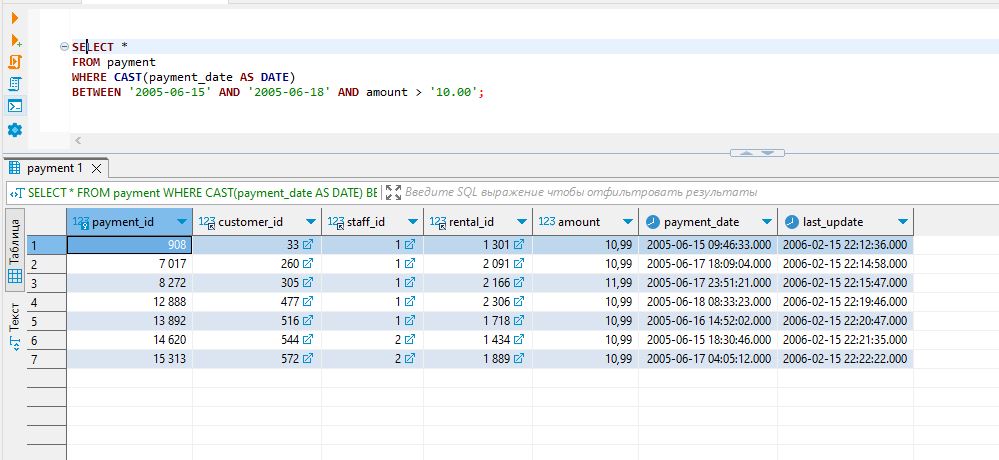 SELECT *
FROM payment
WHERE CAST(payment_date AS DATE)
BETWEEN '2005-06-15' AND '2005-06-18' AND amount > '10.00';
payment 1
SELECT * FROM payment WHERE CAST(payment_date AS DATE) BE
Введите SQL выражение чтобы отфильтровать результаты
Таблица
Текст
123 payment_id 123 customer_id 123 staff_id 123 rental_id 123 amount payment_date last_update
1 908 33 1 1 301 10,99 2005-06-15 09:46:33.000 2006-02-15 22:12:36.000
2 7 017 260 1 2 091 10,99 2005-06-17 18:09:04.000 2006-02-15 22:14:58.000
3 8 272 305 1 2 166 11,99 2005-06-17 23:51:21.000 2006-02-15 22:15:47.000
4 12 888 477 1 2 306 10,99 2005-06-18 08:33:23.000 2006-02-15 22:19:46.000
5 13 892 516 1 1 718 10,99 2005-06-16 14:52:02.000 2006-02-15 22:20:47.000
6 14 620 544 2 1 434 10,99 2005-06-15 18:30:46.000 2006-02-15 22:21:35.000
7 15 313 572 2 1 889 10,99 2005-06-17 04:05:12.000 2006-02-15 22:22:22.000